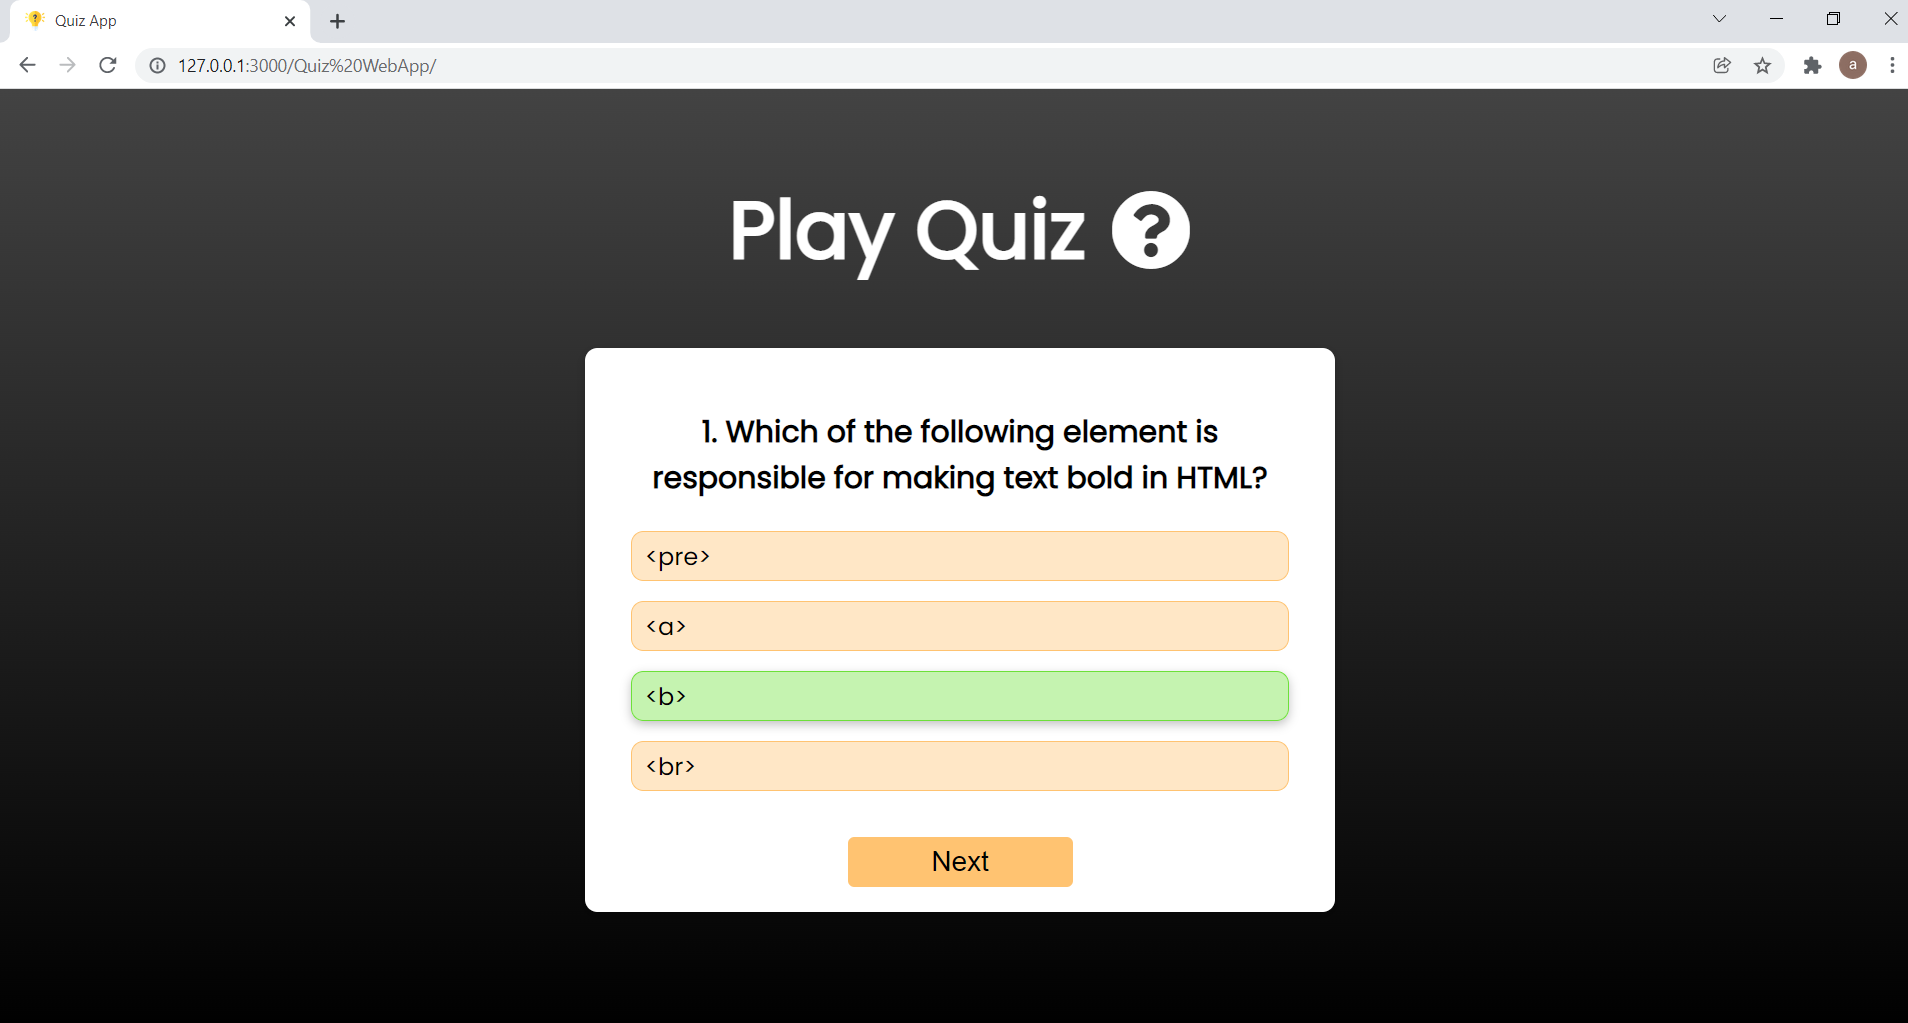 Quiz App
127.0.0.1:3000/Quiz%20WebApp/
a
Play Quiz ?
1. Which of the following element is
responsible for making text bold in HTML?
<pre>
<a>
<b>
<br>
Next